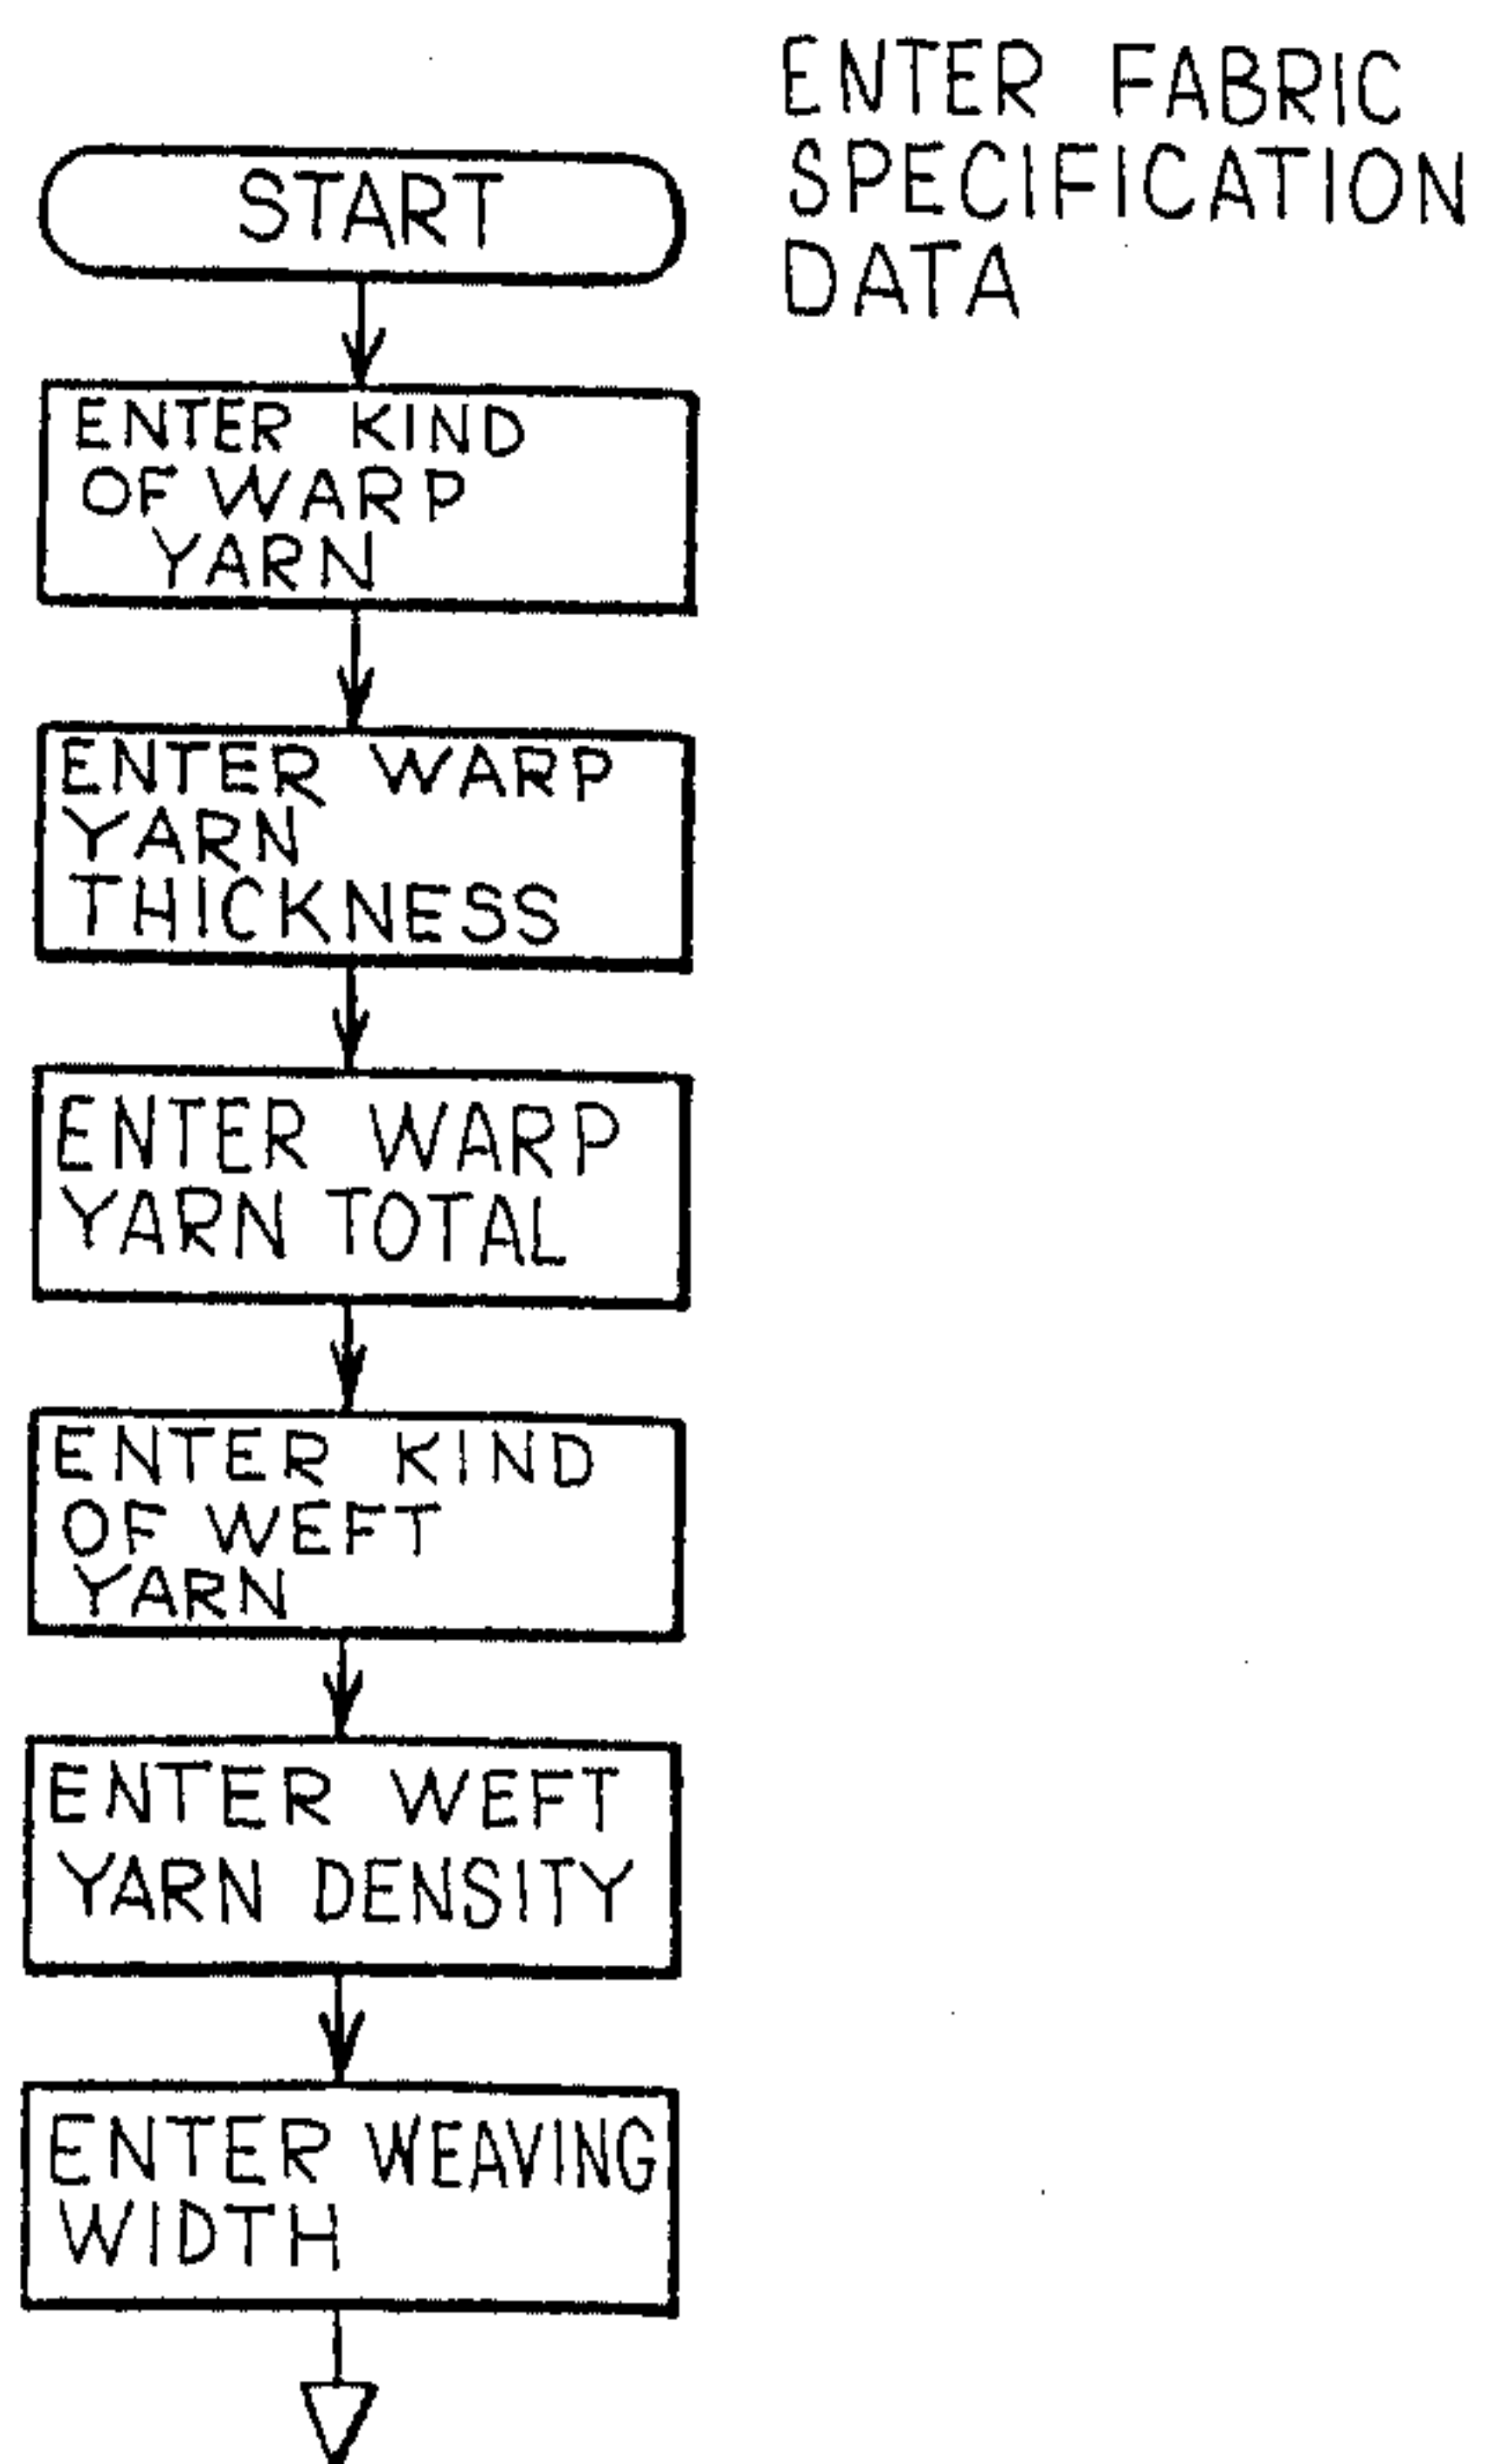 ENTER FABRIC
SPECIFICATION
DATA
START
ENTER KIND
OF WARP
YARN
ENTER WARP
YARN
THICKNESS
ENTER WARP
YARN TOTAL
ENTER KIND
OF WEFT
YARN
ENTER WEFT
YARN DENSITY
ENTER WEAVING
WIDTH